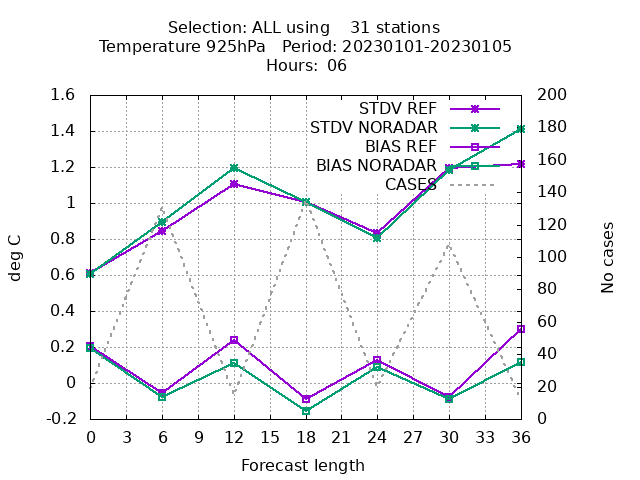 Selection: ALL using    31 stations
Temperature 925hPa   Period: 20230101-20230105
Hours:  06
1.6
1.4
1.2
1
0.8
0.6
0.4
0.2
0
-0.2
deg C
STDV REF
STDV NORADAR
BIAS REF
BIAS NORADAR
CASES
200
180
160
140
120
100
80
60
40
20
0
No cases
0 3 6 9 12 15 18 21 24 27 30 33 36
Forecast length